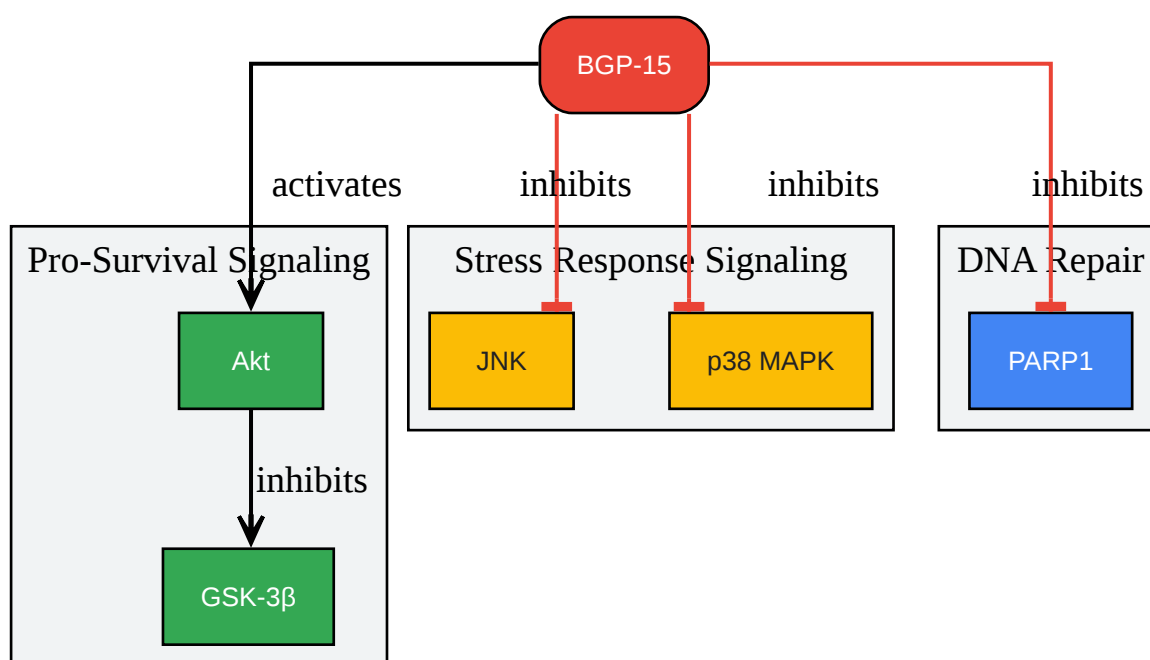 BGP-15
activates
inhibits
inhibits
inhibits
Pro-Survival Signaling
Stress Response Signaling
DNA Repair
Akt
JNK
p38 MAPK
PARP1
inhibits
GSK-3β